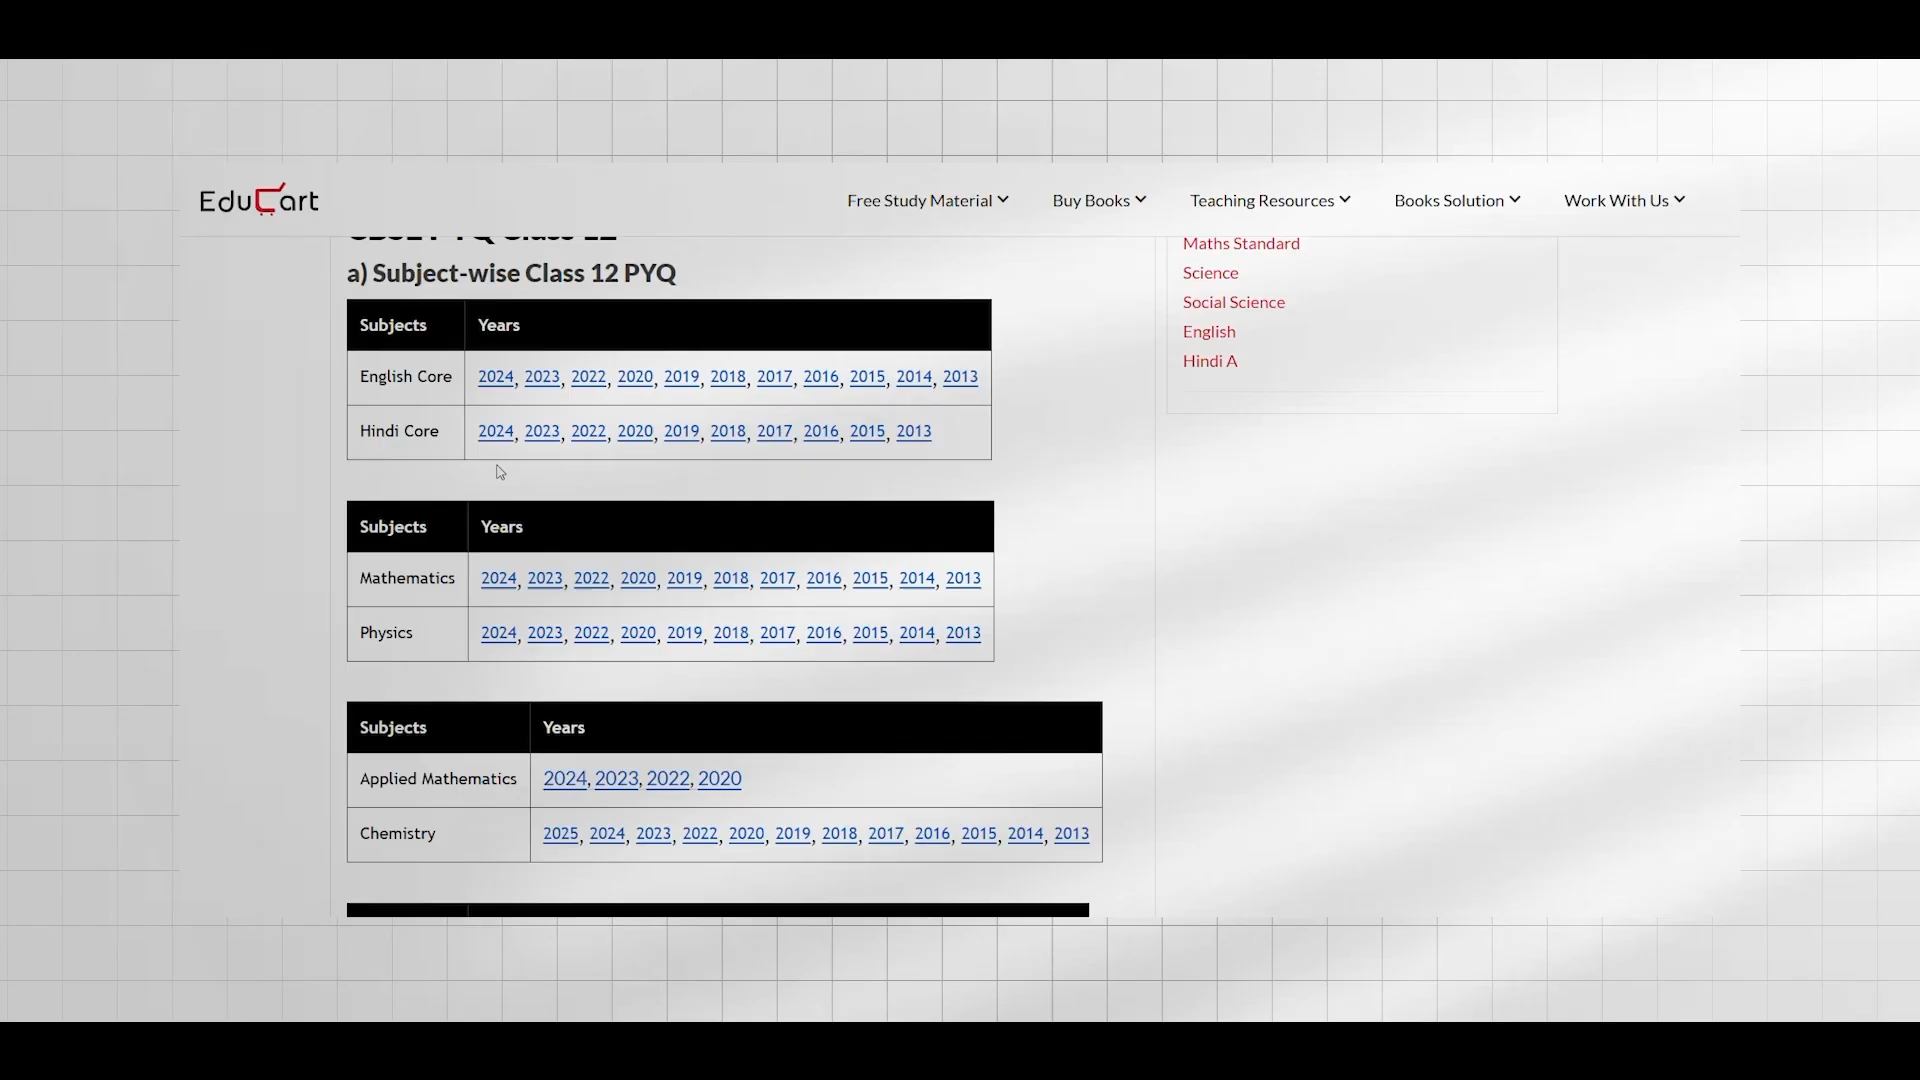 EduCart
Free Study Material
Buy Books
Teaching Resources
Books Solution
Work With Us
a) Subject-wise Class 12 PYQ
Subjects Years
English Core 2024, 2023, 2022, 2020, 2019, 2018, 2017, 2016, 2015, 2014, 2013
Hindi Core 2024, 2023, 2022, 2020, 2019, 2018, 2017, 2016, 2015, 2013
Subjects Years
Mathematics 2024, 2023, 2022, 2020, 2019, 2018, 2017, 2016, 2015, 2014, 2013
Physics 2024, 2023, 2022, 2020, 2019, 2018, 2017, 2016, 2015, 2014, 2013
Subjects Years
Applied Mathematics 2024, 2023, 2022, 2020
Chemistry 2025, 2024, 2023, 2022, 2020, 2019, 2018, 2017, 2016, 2015, 2014, 2013
Maths Standard
Science
Social Science
English
Hindi A